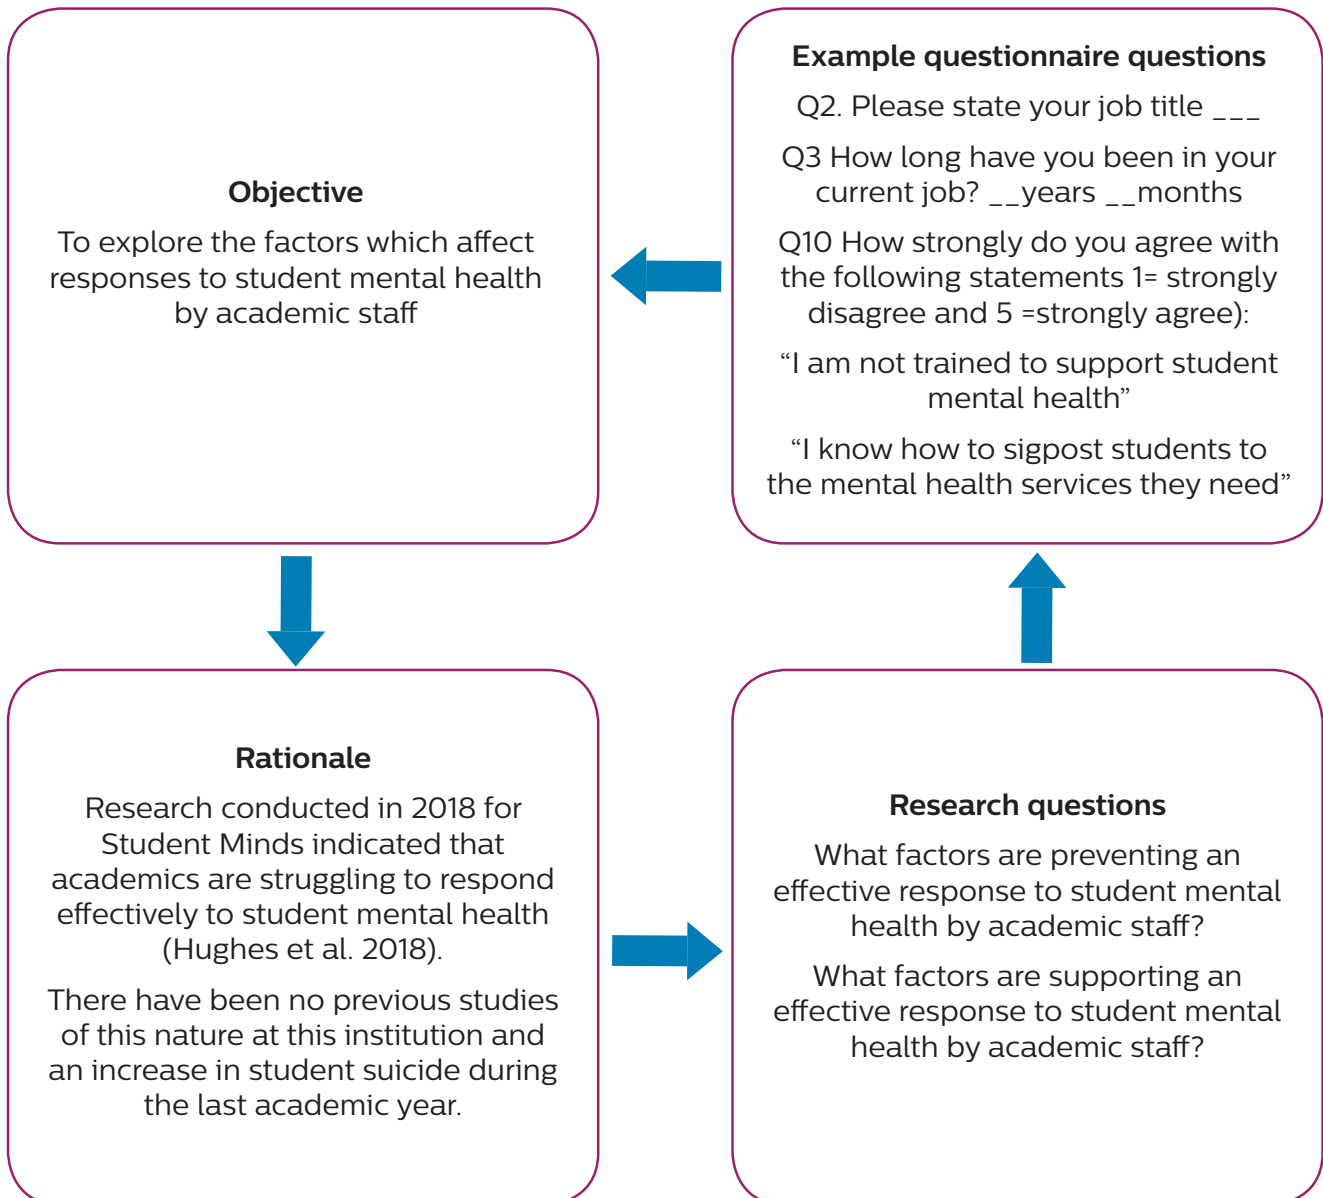 Objective
To explore the factors which affect
responses to student mental health
by academic staff
Example questionnaire questions
Q2. Please state your job title ___
Q3 How long have you been in your
current job? __years __months
Q10 How strongly do you agree with
the following statements 1= strongly
disagree and 5 =strongly agree):
“I am not trained to support student
mental health”
“I know how to sigpost students to
the mental health services they need”
Rationale
Research conducted in 2018 for
Student Minds indicated that
academics are struggling to respond
effectively to student mental health
(Hughes et al. 2018).
There have been no previous studies
of this nature at this institution and
an increase in student suicide during
the last academic year.
Research questions
What factors are preventing an
effective response to student mental
health by academic staff?
What factors are supporting an
effective response to student mental
health by academic staff?